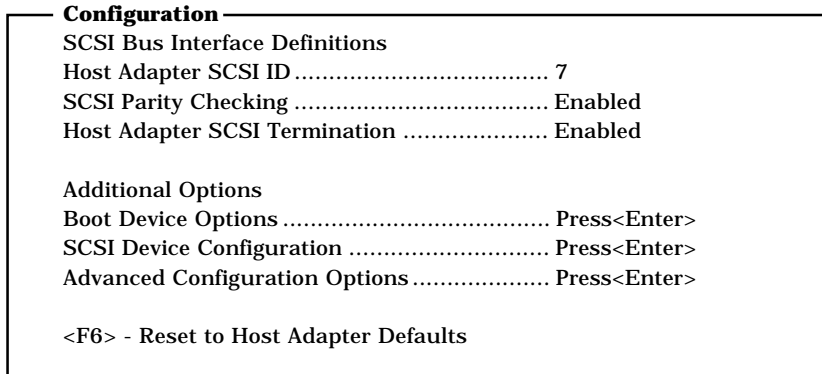 Configuration
SCSI Bus Interface Definitions
Host Adapter SCSI ID ................................... 7
SCSI Parity Checking ................................... Enabled
Host Adapter SCSI Termination ..................... Enabled
Additional Options
Boot Device Options ..................................... Press<Enter>
SCSI Device Configuration ............................ Press<Enter>
Advanced Configuration Options ................... Press<Enter>
<F6> - Reset to Host Adapter Defaults